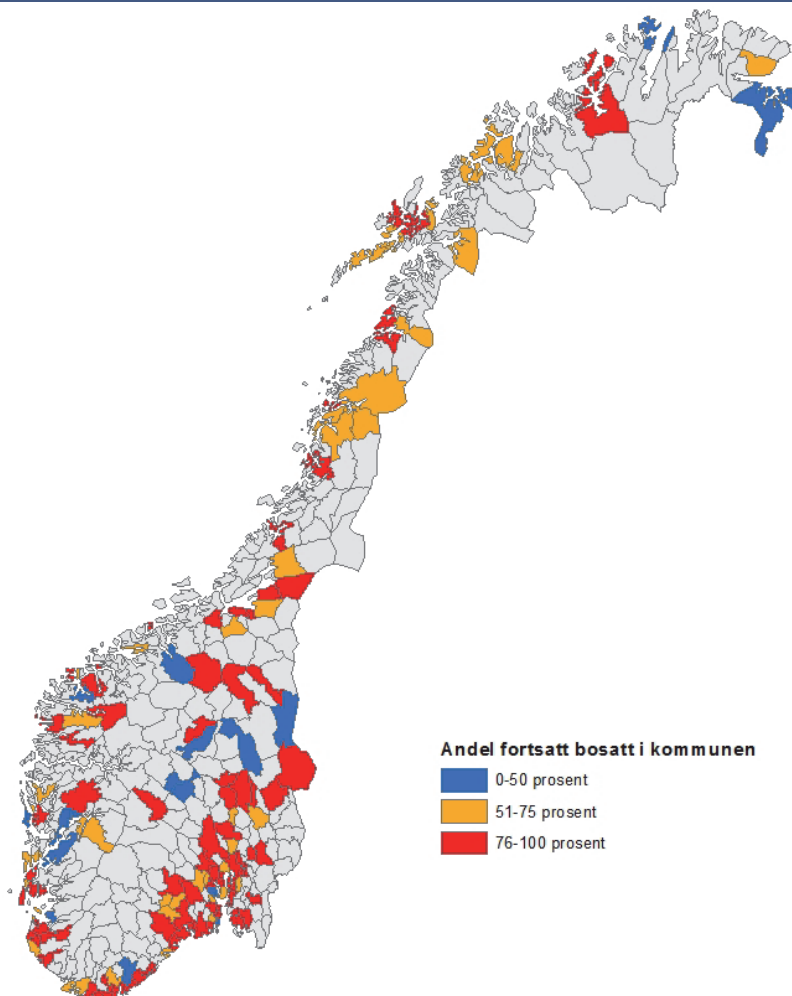 Andel fortsatt bosatt i kommunen
0-50 prosent
51-75 prosent
76-100 prosent